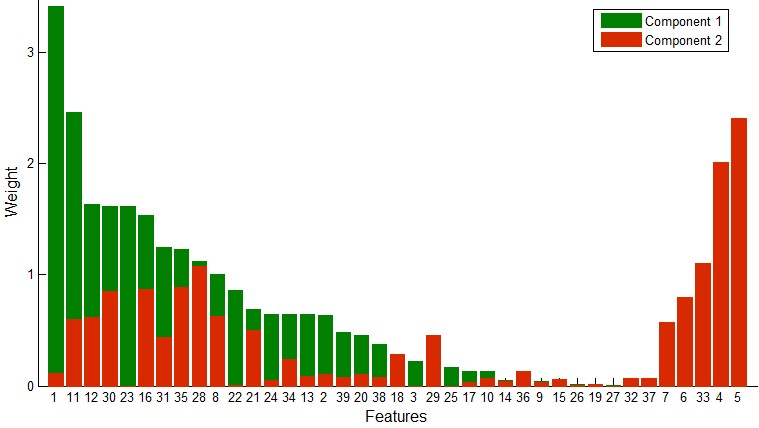 Component 1
Component 2
3
2
1
0
Weight
1 11 12 30 23 16 31 35 28 8 22 21 24 34 13 2 39 20 38 18 3 29 25 17 10 14 36 9 15 26 19 27 32 37 7 6 33 4 5
Features